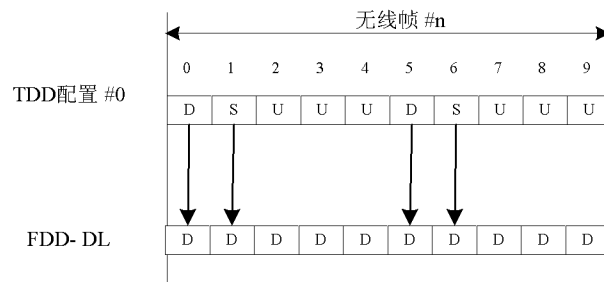 无线帧 #n
0 1 2 3 4 5 6 7 8 9
TDD配置 #0
D S U U U D S U U U
FDD- DL
D D D D D D D D D D